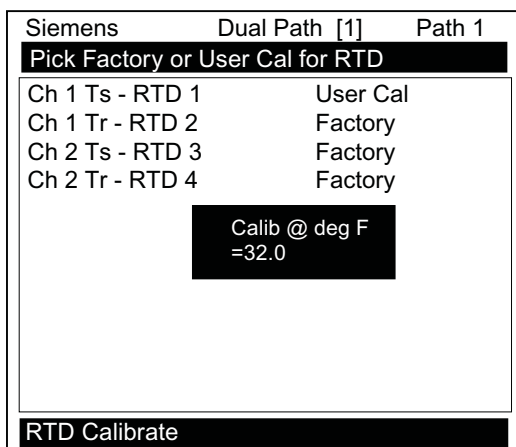 Siemens Dual Path [1] Path 1
Pick Factory or User Cal for RTD
Ch 1 Ts - RTD 1 User Cal
Ch 1 Tr - RTD 2 Factory
Ch 2 Ts - RTD 3 Factory
Ch 2 Tr - RTD 4 Factory
Calib @ deg F
=32.0
RTD Calibrate